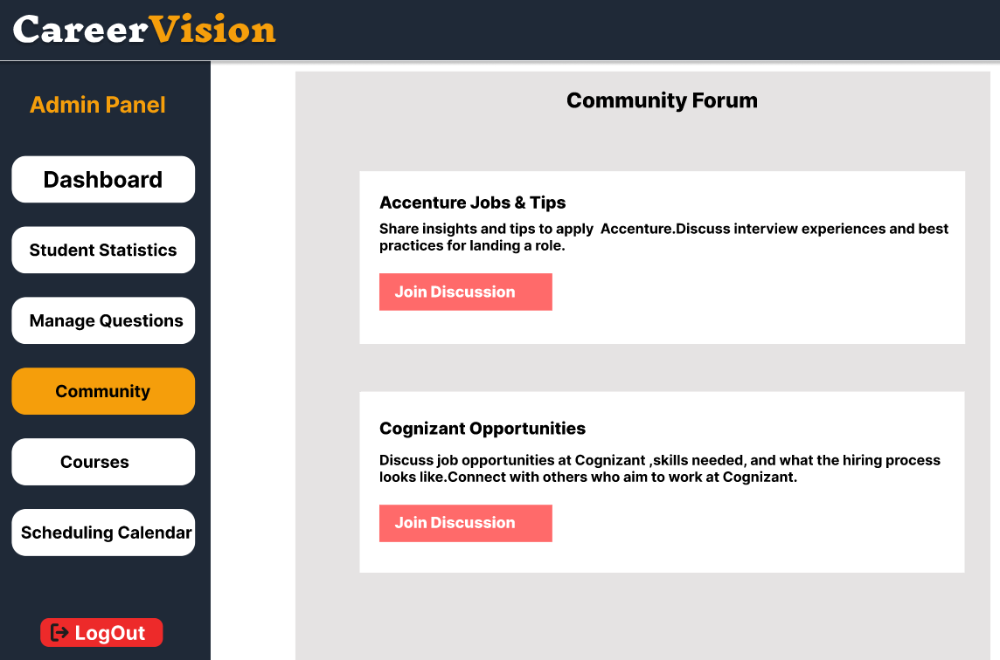 CareerVision
Admin Panel
Dashboard
Student Statistics
Manage Questions
Community
Courses
Scheduling Calendar
LogOut
Community Forum
Accenture Jobs & Tips
Share insights and tips to apply  Accenture.Discuss interview experiences and best
practices for landing a role.
Join Discussion
Cognizant Opportunities
Discuss job opportunities at Cognizant ,skills needed, and what the hiring process
looks like.Connect with others who aim to work at Cognizant.
Join Discussion